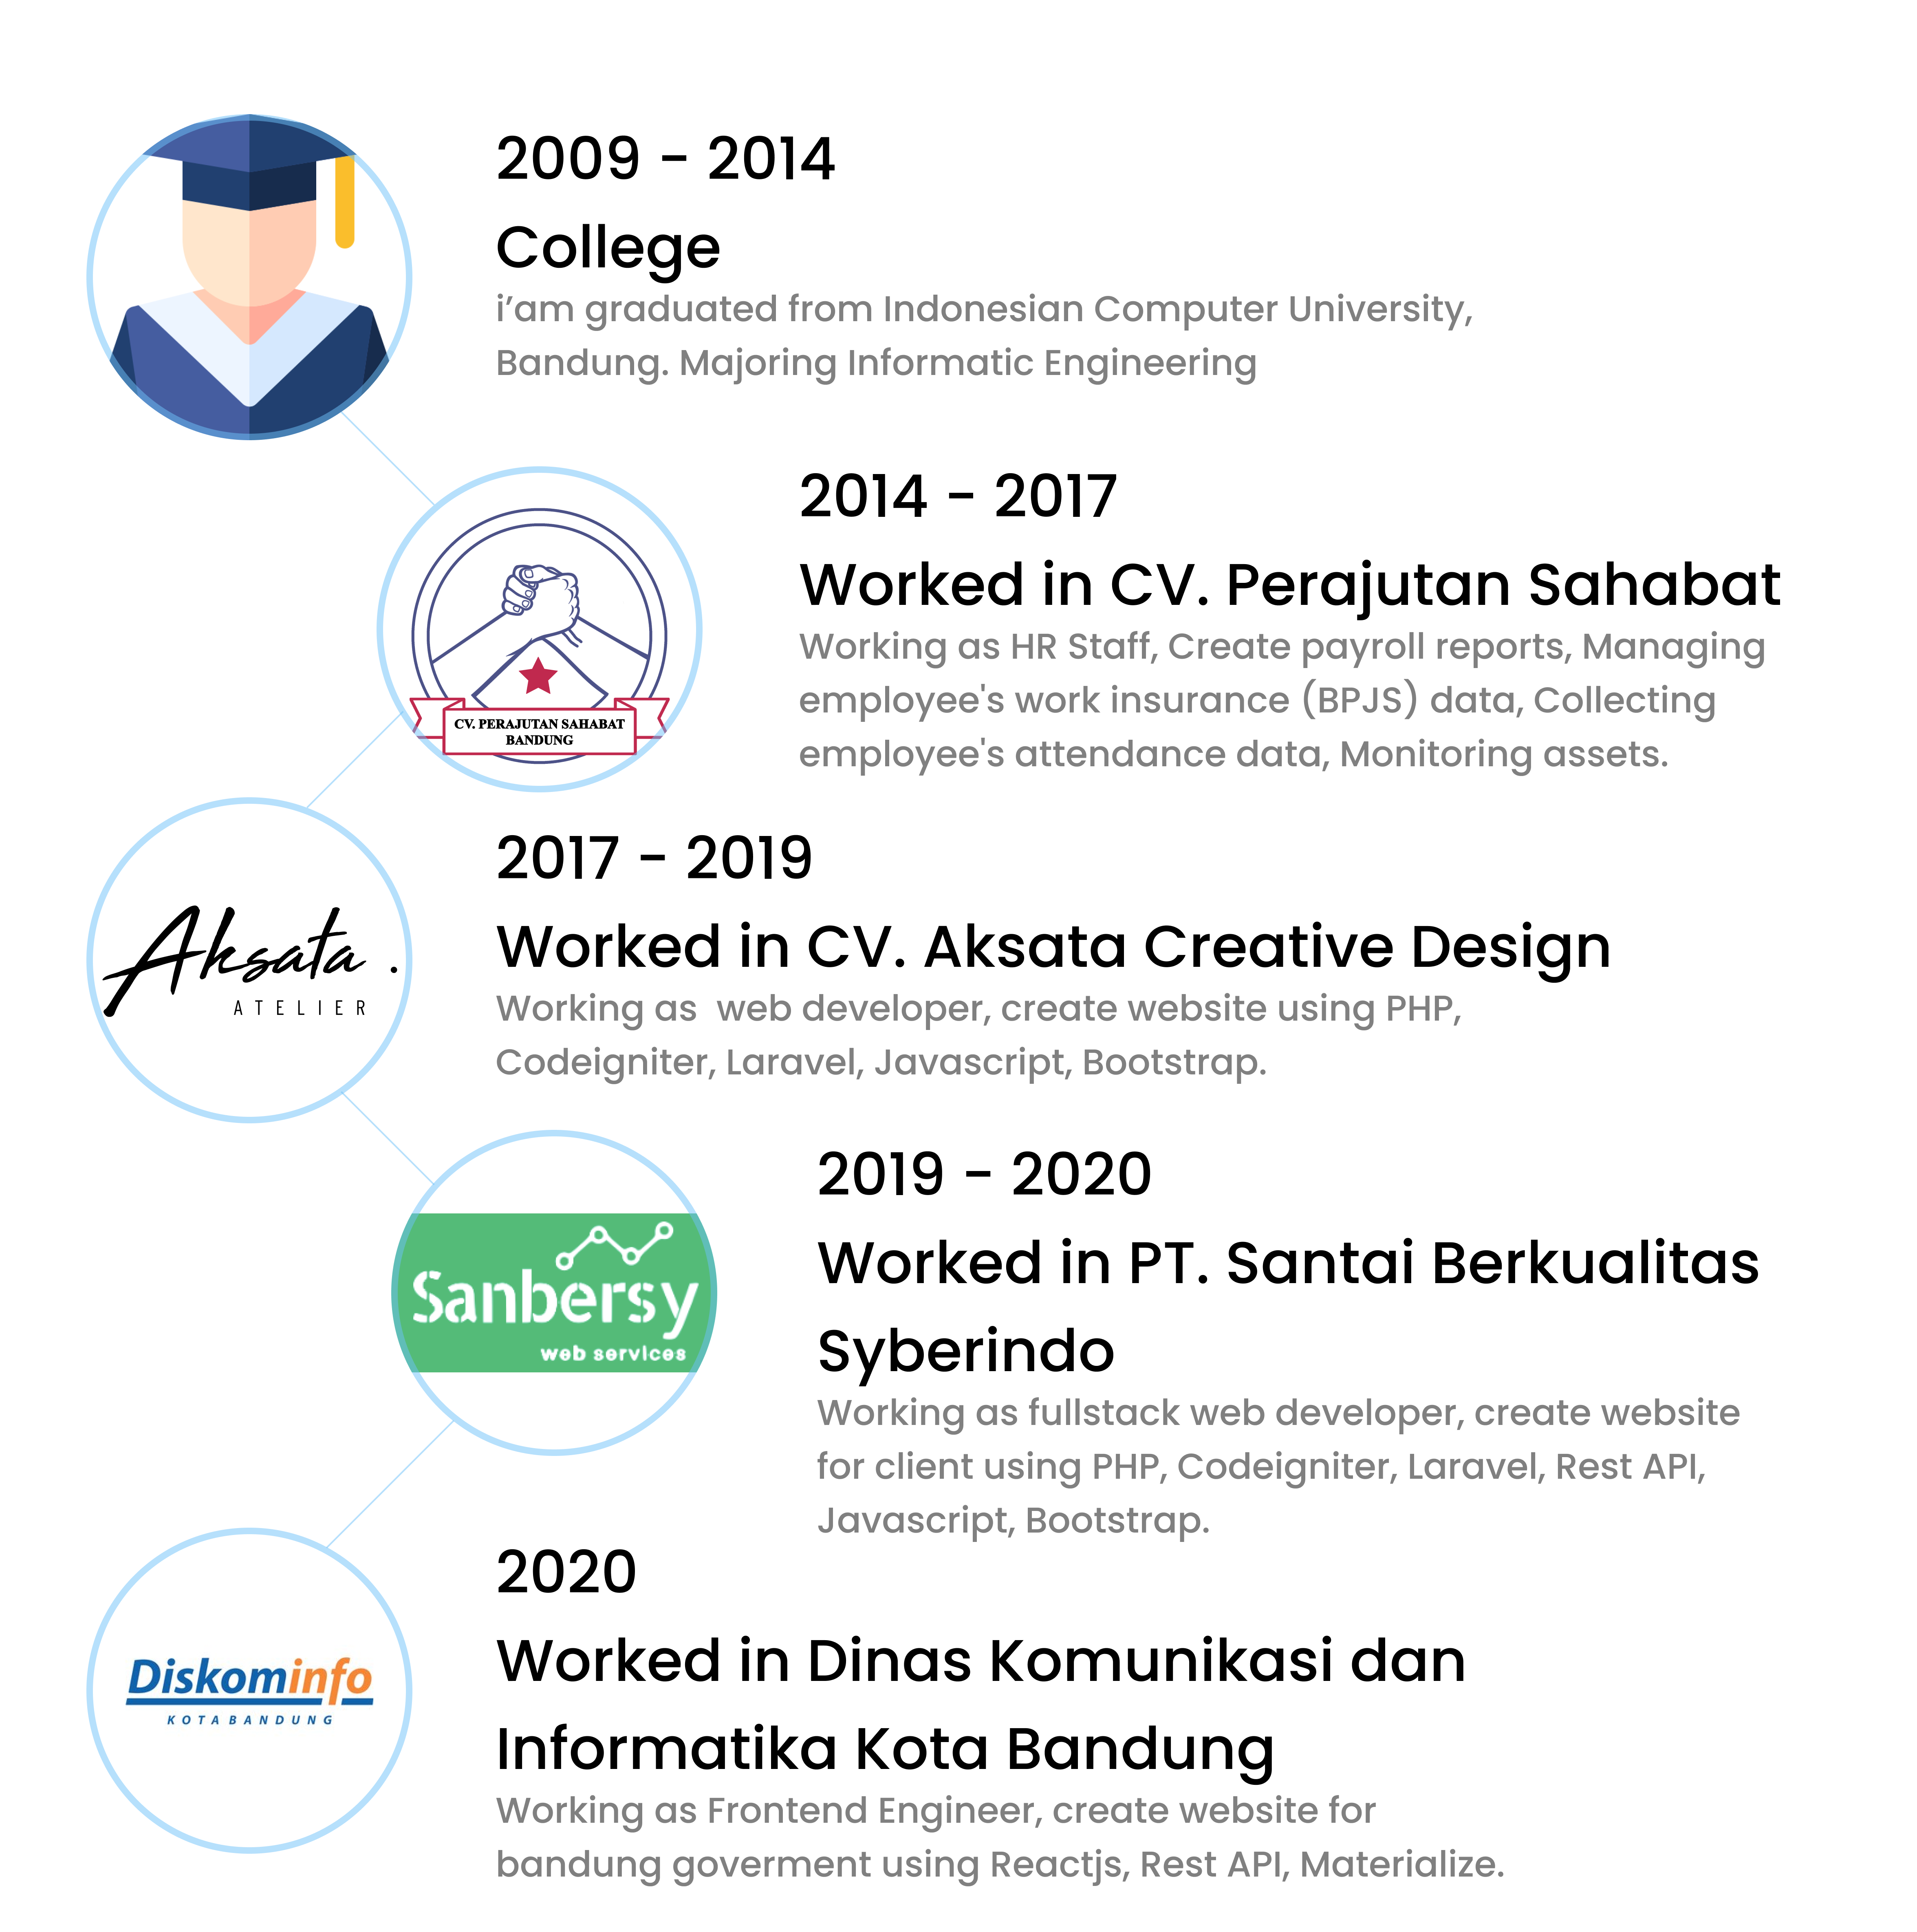 2009 - 2014
College
i’am graduated from Indonesian Computer University,
Bandung. Majoring Informatic Engineering
2014 - 2017
Worked in CV. Perajutan Sahabat
Working as HR Staff, Create payroll reports, Managing
employee's work insurance (BPJS) data, Collecting
employee's attendance data, Monitoring assets.
CV. PERAJUTAN SAHABAT
BANDUNG
2017 - 2019
Worked in CV. Aksata Creative Design
Working as  web developer, create website using PHP,
Codeigniter, Laravel, Javascript, Bootstrap.
Aksata .
ATELIER
2019 - 2020
Worked in PT. Santai Berkualitas
Syberindo
Working as fullstack web developer, create website
for client using PHP, Codeigniter, Laravel, Rest API,
Javascript, Bootstrap.
Sanbersy
web services
2020
Worked in Dinas Komunikasi dan
Informatika Kota Bandung
Working as Frontend Engineer, create website for
bandung goverment using Reactjs, Rest API, Materialize.
Diskominfo
KOTA BANDUNG